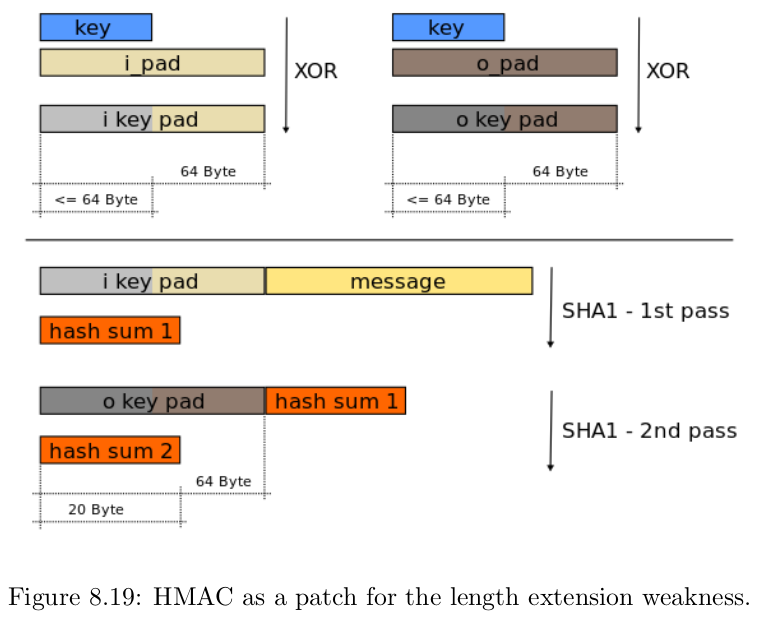 key
i_pad
XOR
i key pad
64 Byte
<= 64 Byte
key
o_pad
XOR
o key pad
64 Byte
<= 64 Byte
i key pad
message
SHA1 - 1st pass
hash sum 1
o key pad
hash sum 1
SHA1 - 2nd pass
hash sum 2
64 Byte
20 Byte
Figure 8.19: HMAC as a patch for the length extension weakness.